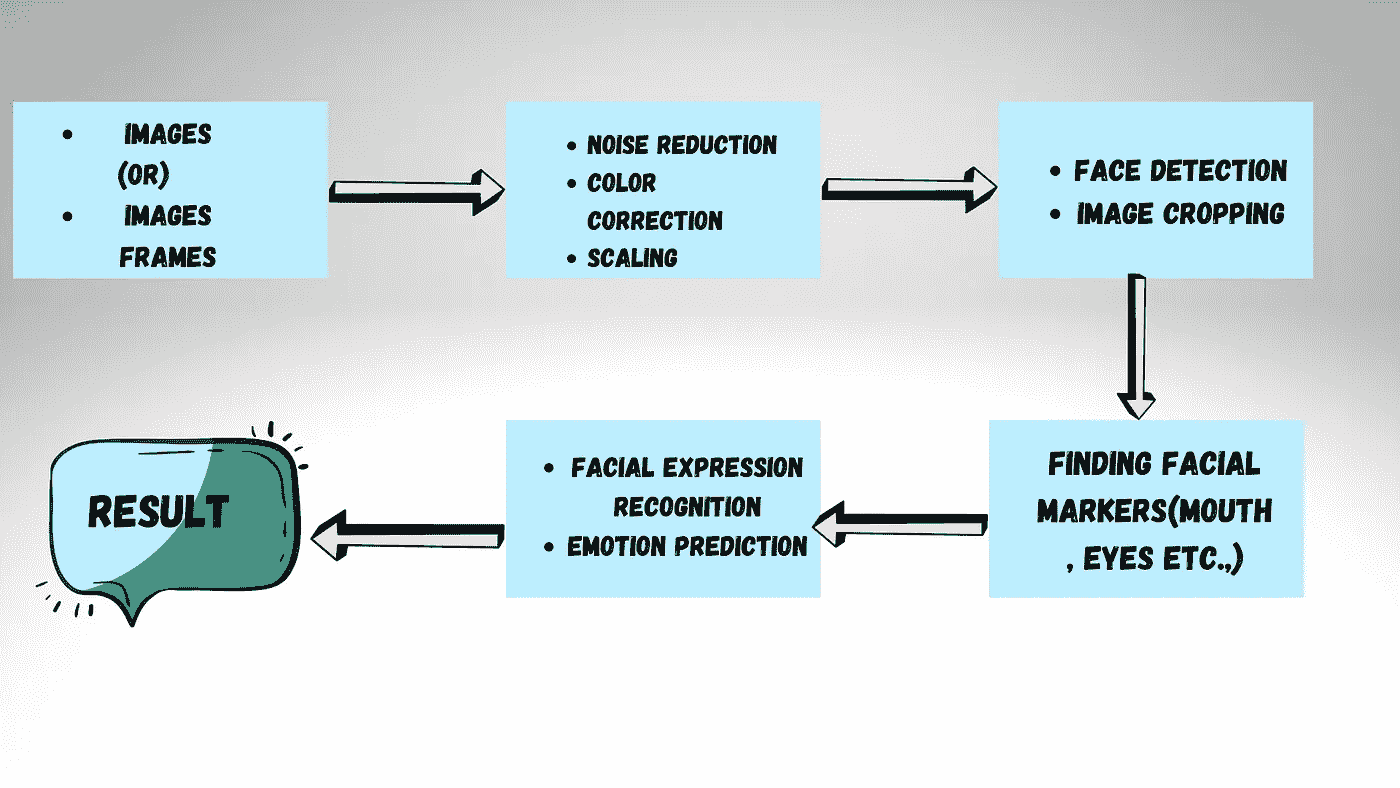 • IMAGES
(OR)
• IMAGES
FRAMES
• NOISE REDUCTION
• COLOR
CORRECTION
• SCALING
• FACE DETECTION
• IMAGE CROPPING
FINDING FACIAL
MARKERS(MOUTH
, EYES ETC.,)
• FACIAL EXPRESSION
RECOGNITION
• EMOTION PREDICTION
RESULT